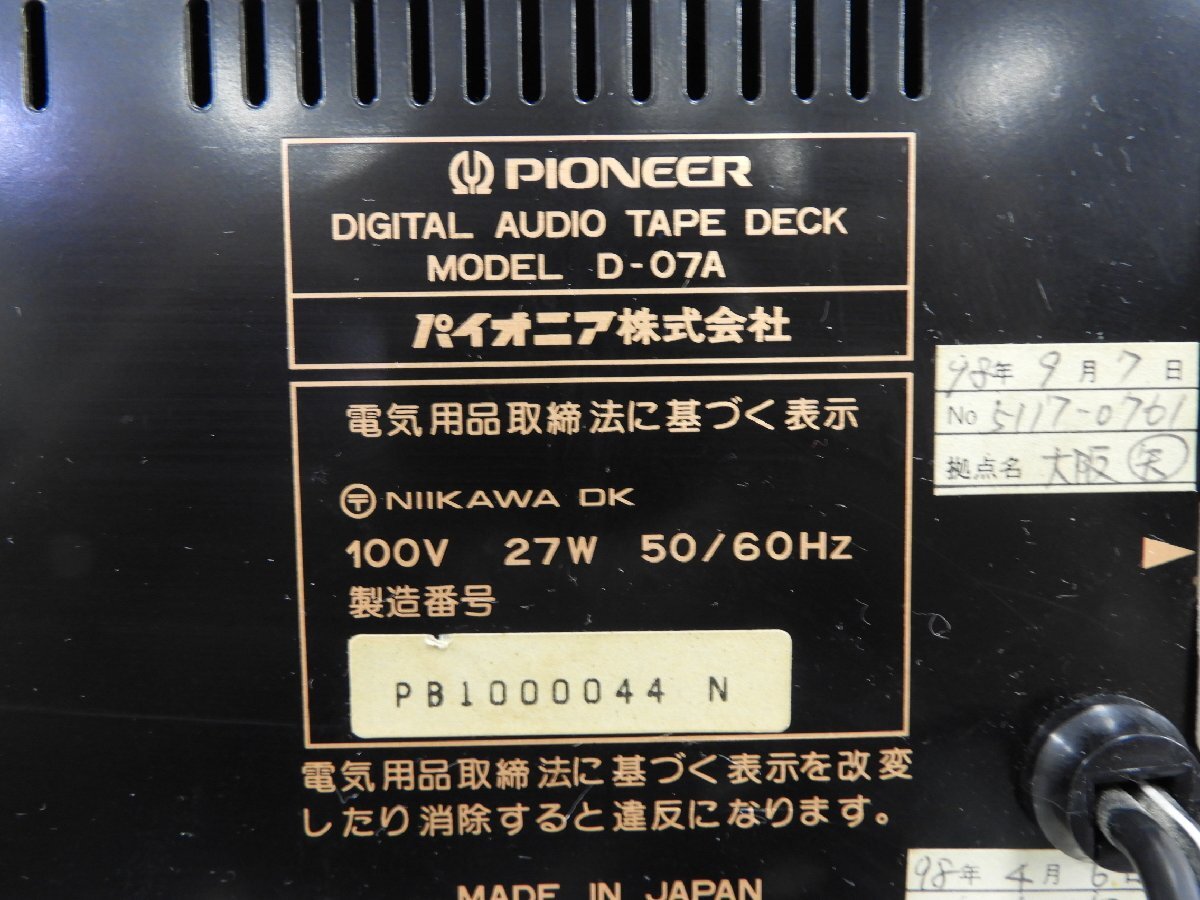 PIONEER
DIGITAL AUDIO TAPE DECK
MODEL D-07A
パイオニア株式会社
電気用品取締法に基づく表示
〒 NIIKAWA DK
100V 27W 50/60Hz
製造番号
PB1000044 N
電気用品取締法に基づく表示を改変
したり消除すると違反になります。
MADE IN JAPAN
98年 9月 7日
No 5117-0761
拠点名 大阪 矢
98年 4月 6日